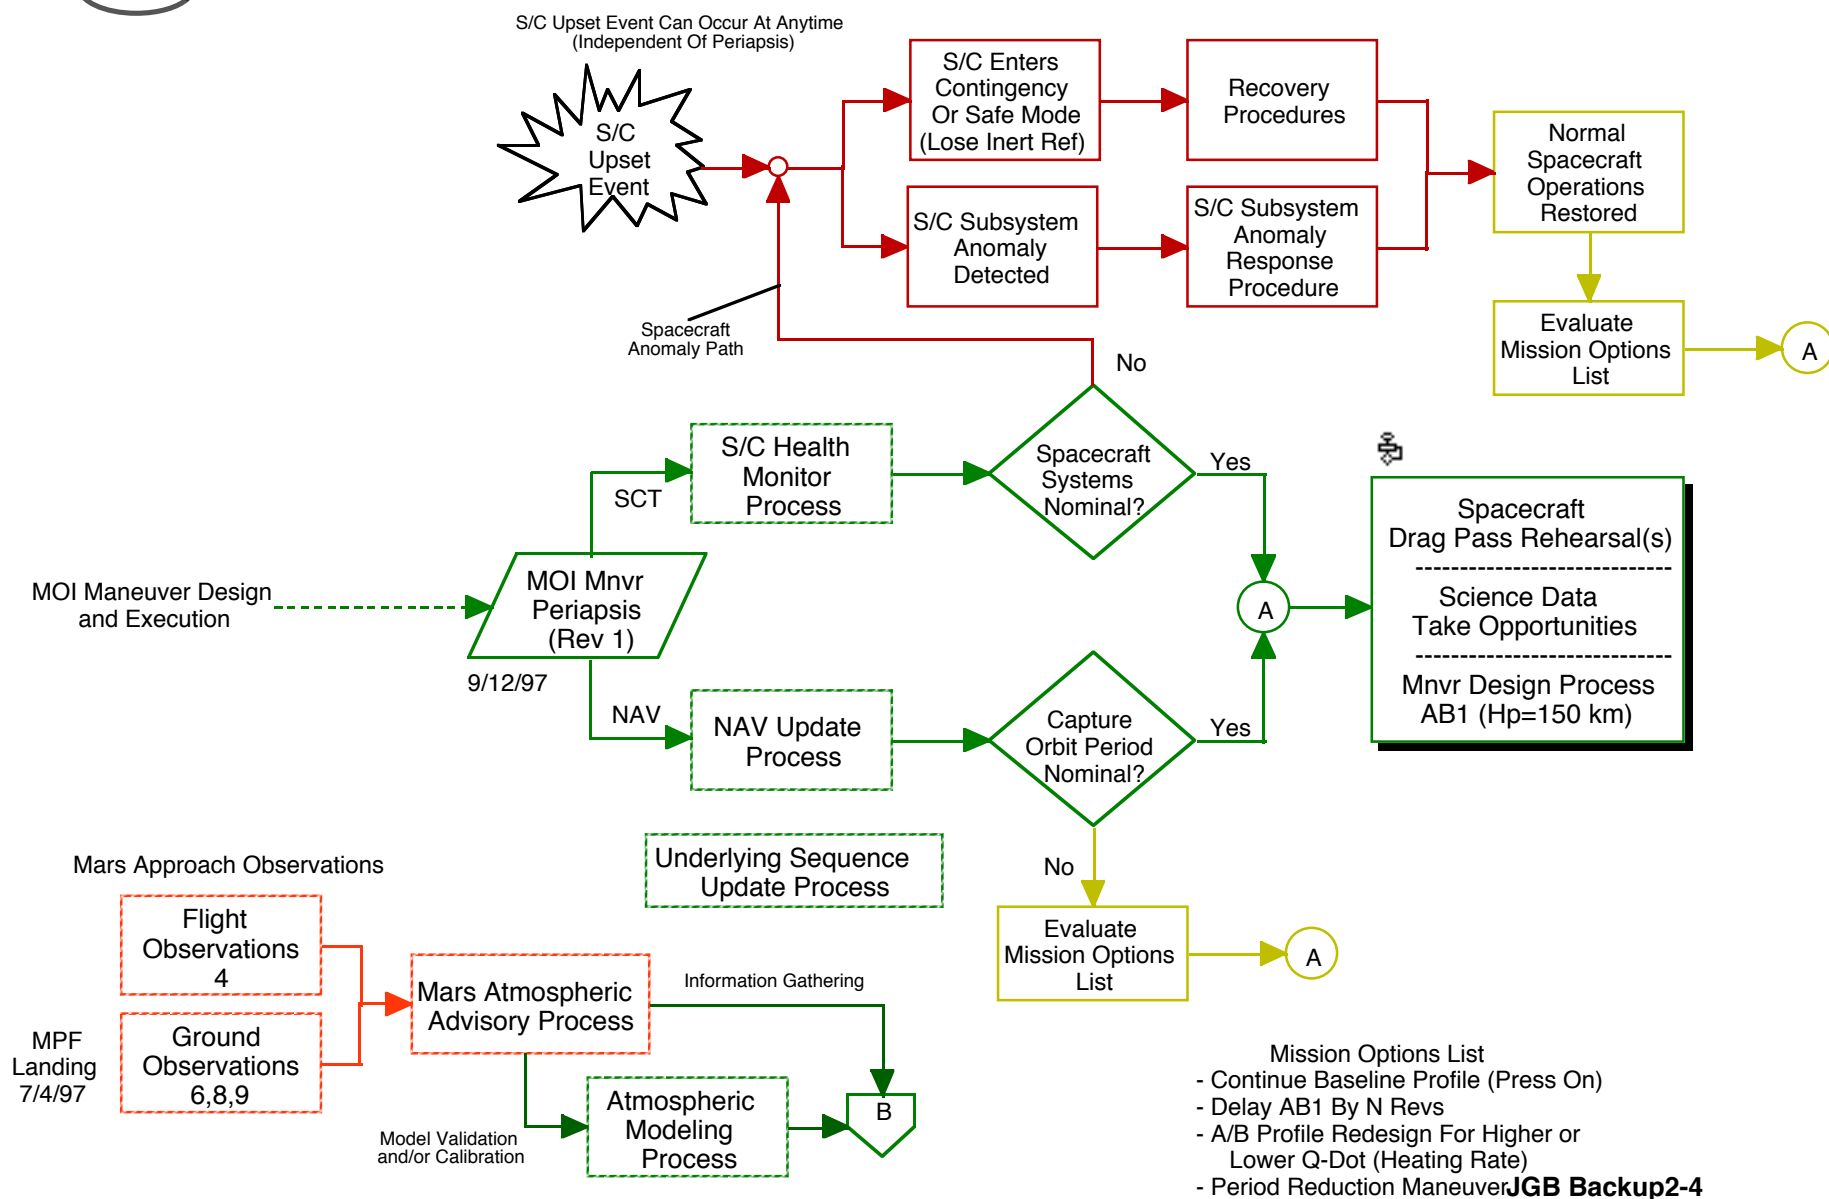 S/C Upset Event Can Occur At Anytime
(Independent Of Periapsis)
S/C
Upset
Event
S/C Enters
Contingency
Or Safe Mode
(Lose Inert Ref)
Recovery
Procedures
Normal
Spacecraft
Operations
Restored
S/C Subsystem
Anomaly
Detected
S/C Subsystem
Anomaly
Response
Procedure
Evaluate
Mission Options
List
A
Spacecraft
Anomaly Path
No
S/C Health
Monitor
Process
Spacecraft
Systems
Nominal?
Yes
SCT
MOI Maneuver Design
and Execution
MOI Mnvr
Periapsis
(Rev 1)
9/12/97
A
Spacecraft
Drag Pass Rehearsal(s)
-----------------------------
Science Data
Take Opportunities
-----------------------------
Mnvr Design Process
AB1 (Hp=150 km)
NAV
NAV Update
Process
Capture
Orbit Period
Nominal?
Yes
No
Underlying Sequence
Update Process
Evaluate
Mission Options
List
A
Mars Approach Observations
Flight
Observations
4
MPF
Landing
7/4/97
Ground
Observations
6,8,9
Mars Atmospheric
Advisory Process
Information Gathering
Model Validation
and/or Calibration
Atmospheric
Modeling
Process
B
Mission Options List
- Continue Baseline Profile (Press On)
- Delay AB1 By N Revs
- A/B Profile Redesign For Higher or
Lower Q-Dot (Heating Rate)
- Period Reduction Maneuver
JGB Backup2-4